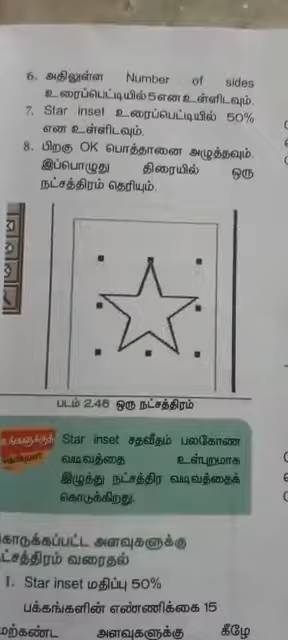 6. அதிலுள்ள Number of sides
உரைப்பெட்டியில் 5 என உள்ளிடவும்.
7. Star inset உரைப்பெட்டியில் 50%
என உள்ளிடவும்.
8. பிறகு OK பொத்தானை அழுத்தவும்.
இப்பொழுது திரையில் ஒரு
நட்சத்திரம் தெரியும்.
படம் 2.46 ஒரு நட்சத்திரம்
உங்களுக்குத்
Star inset சதவீதம் பலகோண
வடிவத்தை உள்புறமாக
இழுத்து நட்சத்திர வடிவத்தைக்
கொடுக்கிறது.
கொடுக்கப்பட்ட அளவுகளுக்கு
ட்சத்திரம் வரைதல்
1. Star inset மதிப்பு 50%
பக்கங்களின் எண்ணிக்கை 15
மற்கண்ட அளவுகளுக்கு கீழே